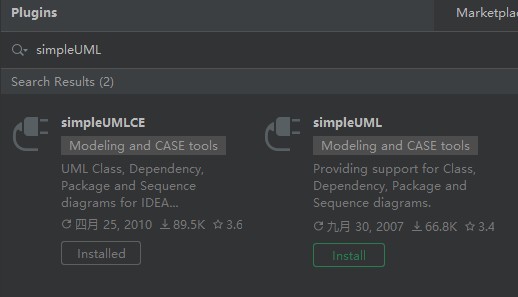 Plugins
Marketplac
simpleUML
Search Results (2)
simpleUMLCE
Modeling and CASE tools
UML Class, Dependency,
Package and Sequence
diagrams for IDEA...
四月 25, 2010 89.5K 3.6
Installed
simpleUML
Modeling and CASE tools
Providing support for Class,
Dependency, Package and
Sequence diagrams.
九月 30, 2007 66.8K 3.4
Install